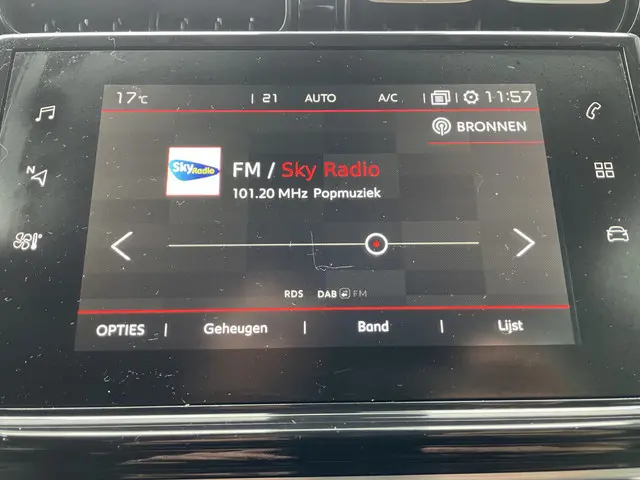 17°C | 21 AUTO A/C | | 11:57
BRONNEN
Sky Radio
FM / Sky Radio
101.20 MHz Popmuziek
N
RDS DAB FM
OPTIES | Geheugen | Band | Lijst